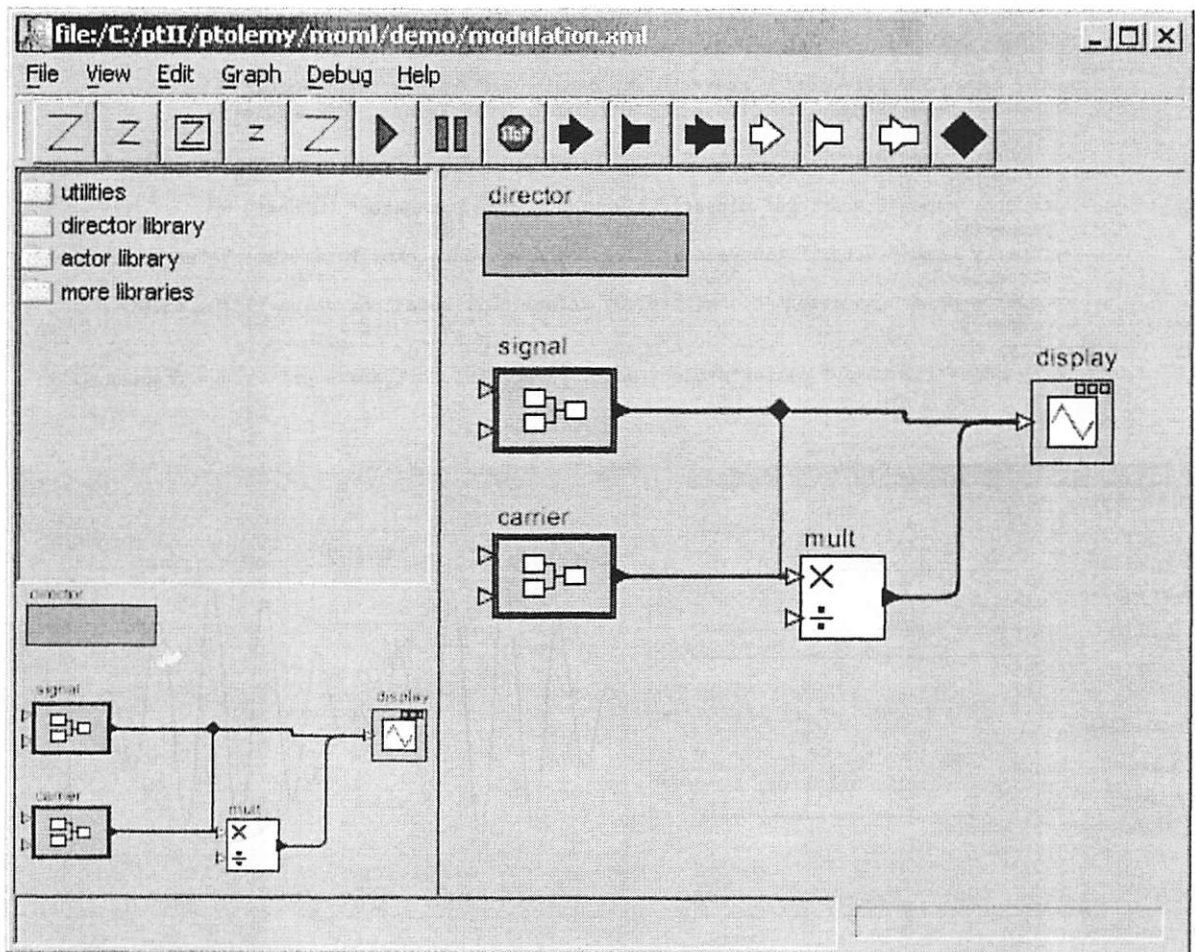 file:/C:/ptII/ptolemy/moml/demo/modulation.xml
File View Edit Graph Debug Help
Z Z Z Z Z STOP
utilities
director library
actor library
more libraries
director
signal
display
carrier
mult
director
signal
display
carrier
mult